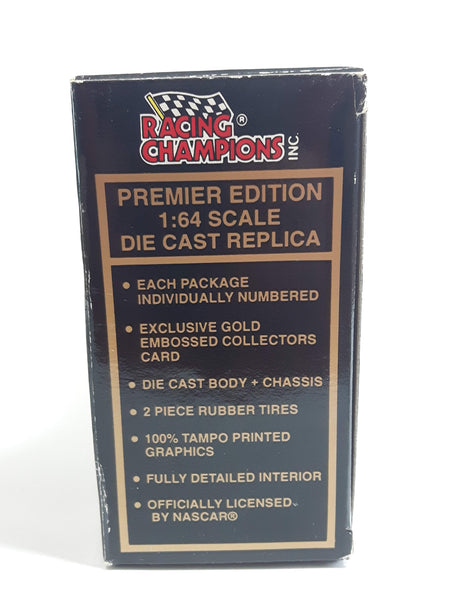 RACING ®
CHAMPIONS INC.
PREMIER EDITION
1:64 SCALE
DIE CAST REPLICA
• EACH PACKAGE
INDIVIDUALLY NUMBERED
• EXCLUSIVE GOLD
EMBOSSED COLLECTORS
CARD
• DIE CAST BODY + CHASSIS
• 2 PIECE RUBBER TIRES
• 100% TAMPO PRINTED
GRAPHICS
• FULLY DETAILED INTERIOR
• OFFICIALLY LICENSED
BY NASCAR®